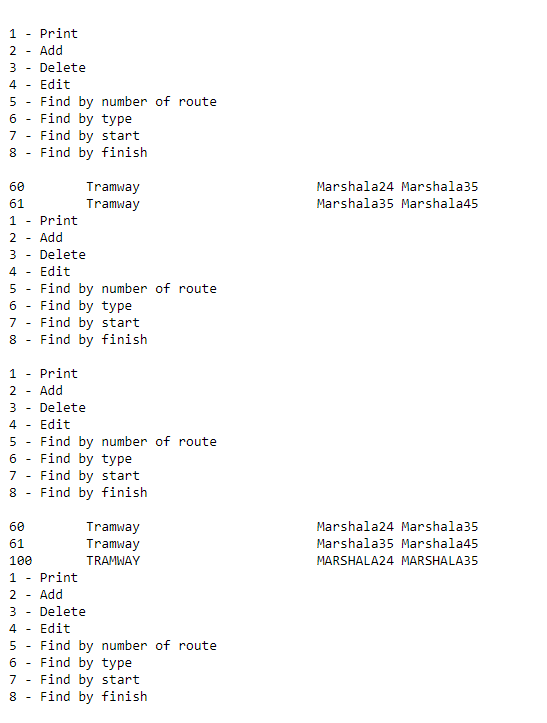 1 - Print
2 - Add
3 - Delete
4 - Edit
5 - Find by number of route
6 - Find by type
7 - Find by start
8 - Find by finish
60 Tramway Marshala24 Marshala35
61 Tramway Marshala35 Marshala45
1 - Print
2 - Add
3 - Delete
4 - Edit
5 - Find by number of route
6 - Find by type
7 - Find by start
8 - Find by finish
1 - Print
2 - Add
3 - Delete
4 - Edit
5 - Find by number of route
6 - Find by type
7 - Find by start
8 - Find by finish
60 Tramway Marshala24 Marshala35
61 Tramway Marshala35 Marshala45
100 TRAMWAY MARSHALA24 MARSHALA35
1 - Print
2 - Add
3 - Delete
4 - Edit
5 - Find by number of route
6 - Find by type
7 - Find by start
8 - Find by finish